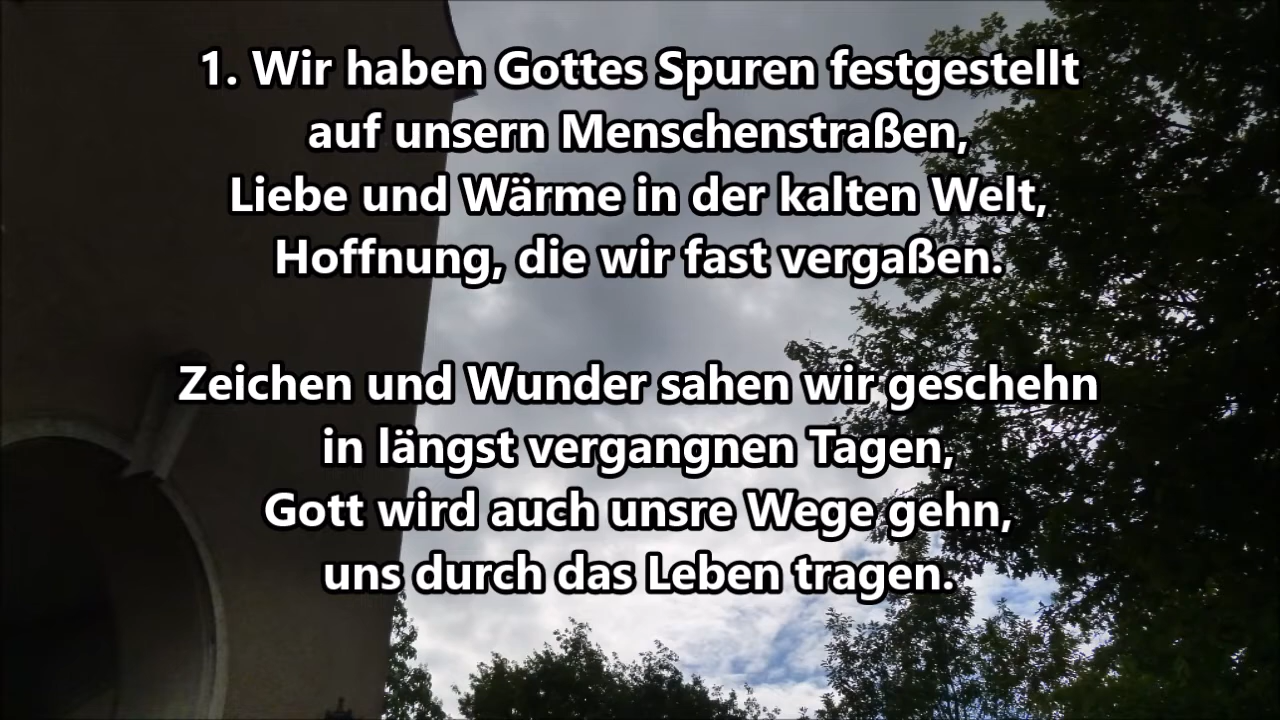 1. Wir haben Gottes Spuren festgestellt
auf unsern Menschenstraßen,
Liebe und Wärme in der kalten Welt,
Hoffnung, die wir fast vergaßen.
Zeichen und Wunder sahen wir geschehn
in längst vergangnen Tagen,
Gott wird auch unsre Wege gehn,
uns durch das Leben tragen.